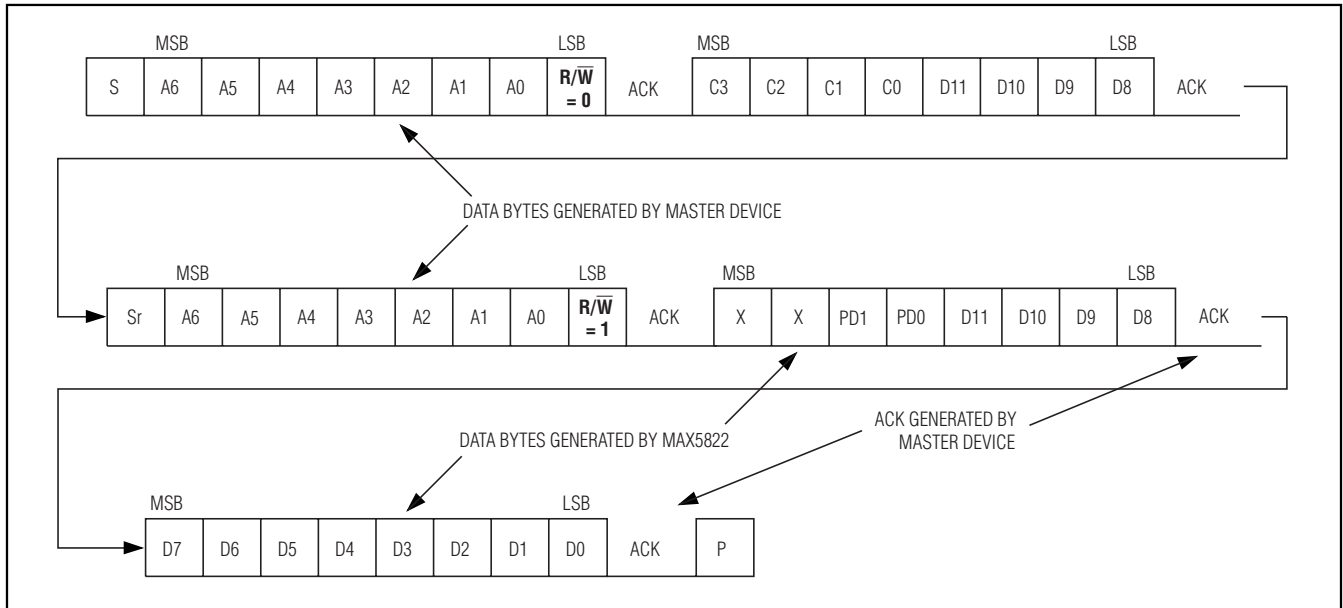 MSB LSB MSB LSB
S A6 A5 A4 A3 A2 A1 A0 R/W̅ = 0 ACK C3 C2 C1 C0 D11 D10 D9 D8 ACK
DATA BYTES GENERATED BY MASTER DEVICE
MSB LSB MSB LSB
Sr A6 A5 A4 A3 A2 A1 A0 R/W̅ = 1 ACK X X PD1 PD0 D11 D10 D9 D8 ACK
DATA BYTES GENERATED BY MAX5822
ACK GENERATED BY
MASTER DEVICE
MSB LSB
D7 D6 D5 D4 D3 D2 D1 D0 ACK P